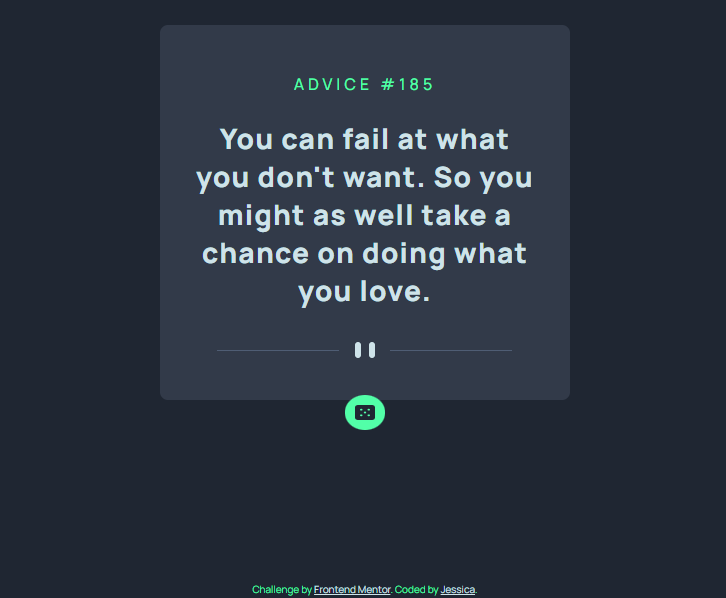 ADVICE #185
You can fail at what
you don't want. So you
might as well take a
chance on doing what
you love.
Challenge by Frontend Mentor. Coded by Jessica.